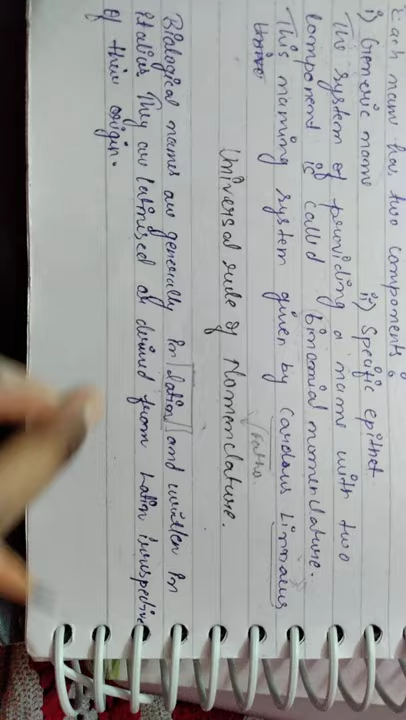 Each name has two components
i) Generic name ii) Specific epithet
The system of providing a name with two
component is called binomial nomenclature.
This naming system given by Carolous Linnaeus
Universal rule of Nomenclature.
Biological names are generally in Latin and written in
italics They are latinised or derived from Latin irrespective
of their origin.